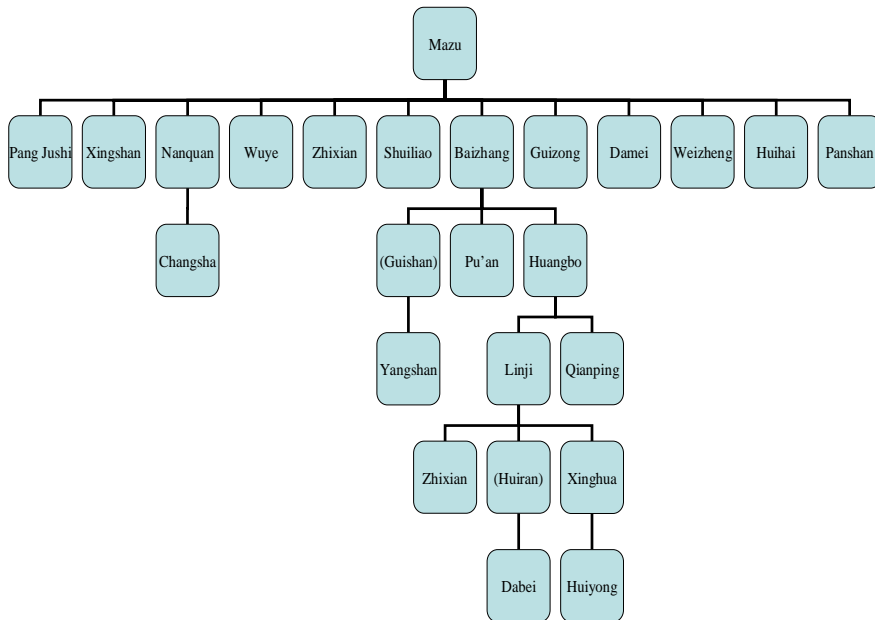 Mazu
Pang Jushi
Xingshan
Nanquan
Wuye
Zhixian
Shuiliao
Baizhang
Guizong
Damei
Weizheng
Huihai
Panshan
Changsha
(Guishan)
Pu'an
Huangbo
Yangshan
Linji
Qianping
Zhixian
(Huiran)
Xinghua
Dabei
Huiyong